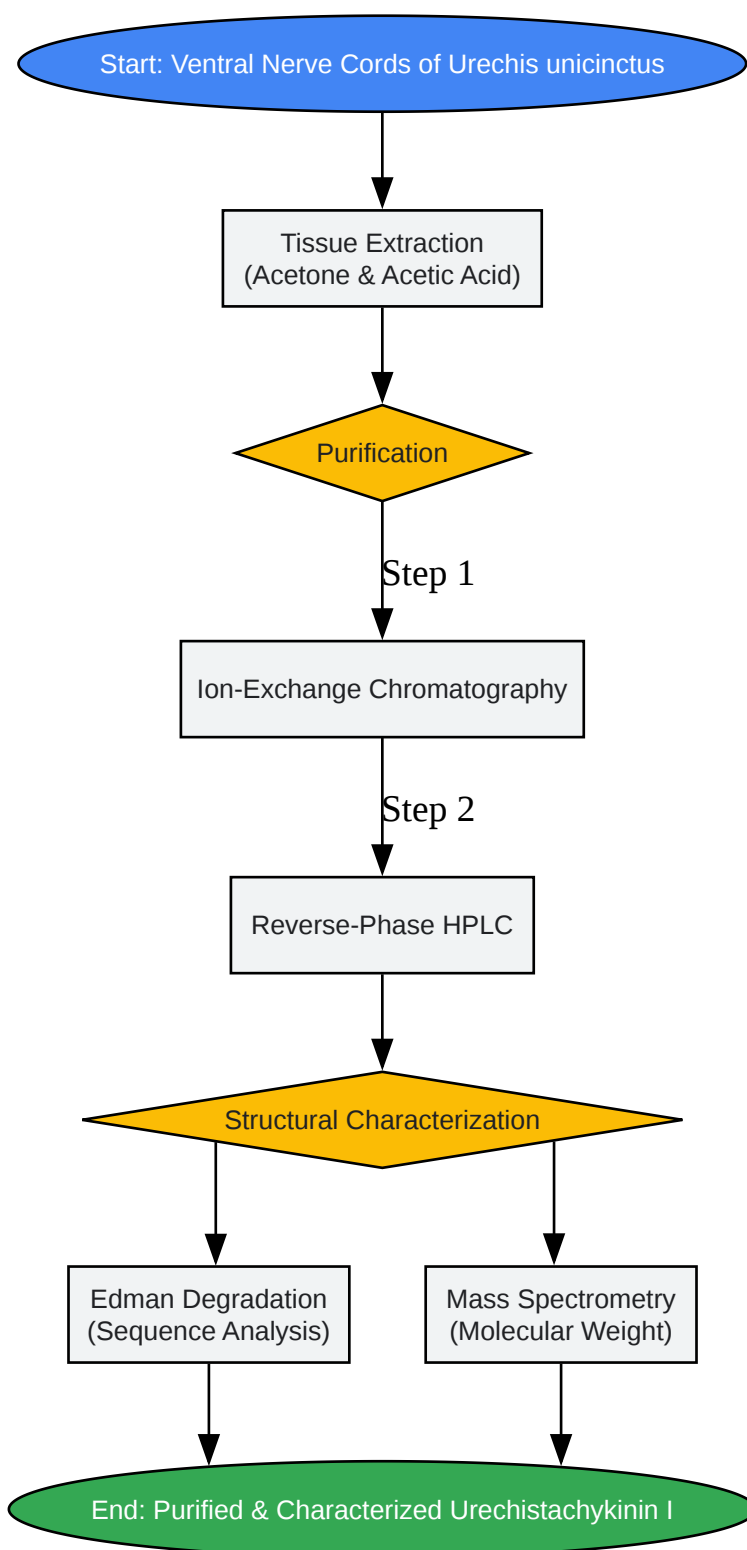 Start: Ventral Nerve Cords of Urechis unicinctus
Tissue Extraction
(Acetone & Acetic Acid)
Purification
Step 1
Ion-Exchange Chromatography
Step 2
Reverse-Phase HPLC
Structural Characterization
Edman Degradation
(Sequence Analysis)
Mass Spectrometry
(Molecular Weight)
End: Purified & Characterized Urechistachykinin I